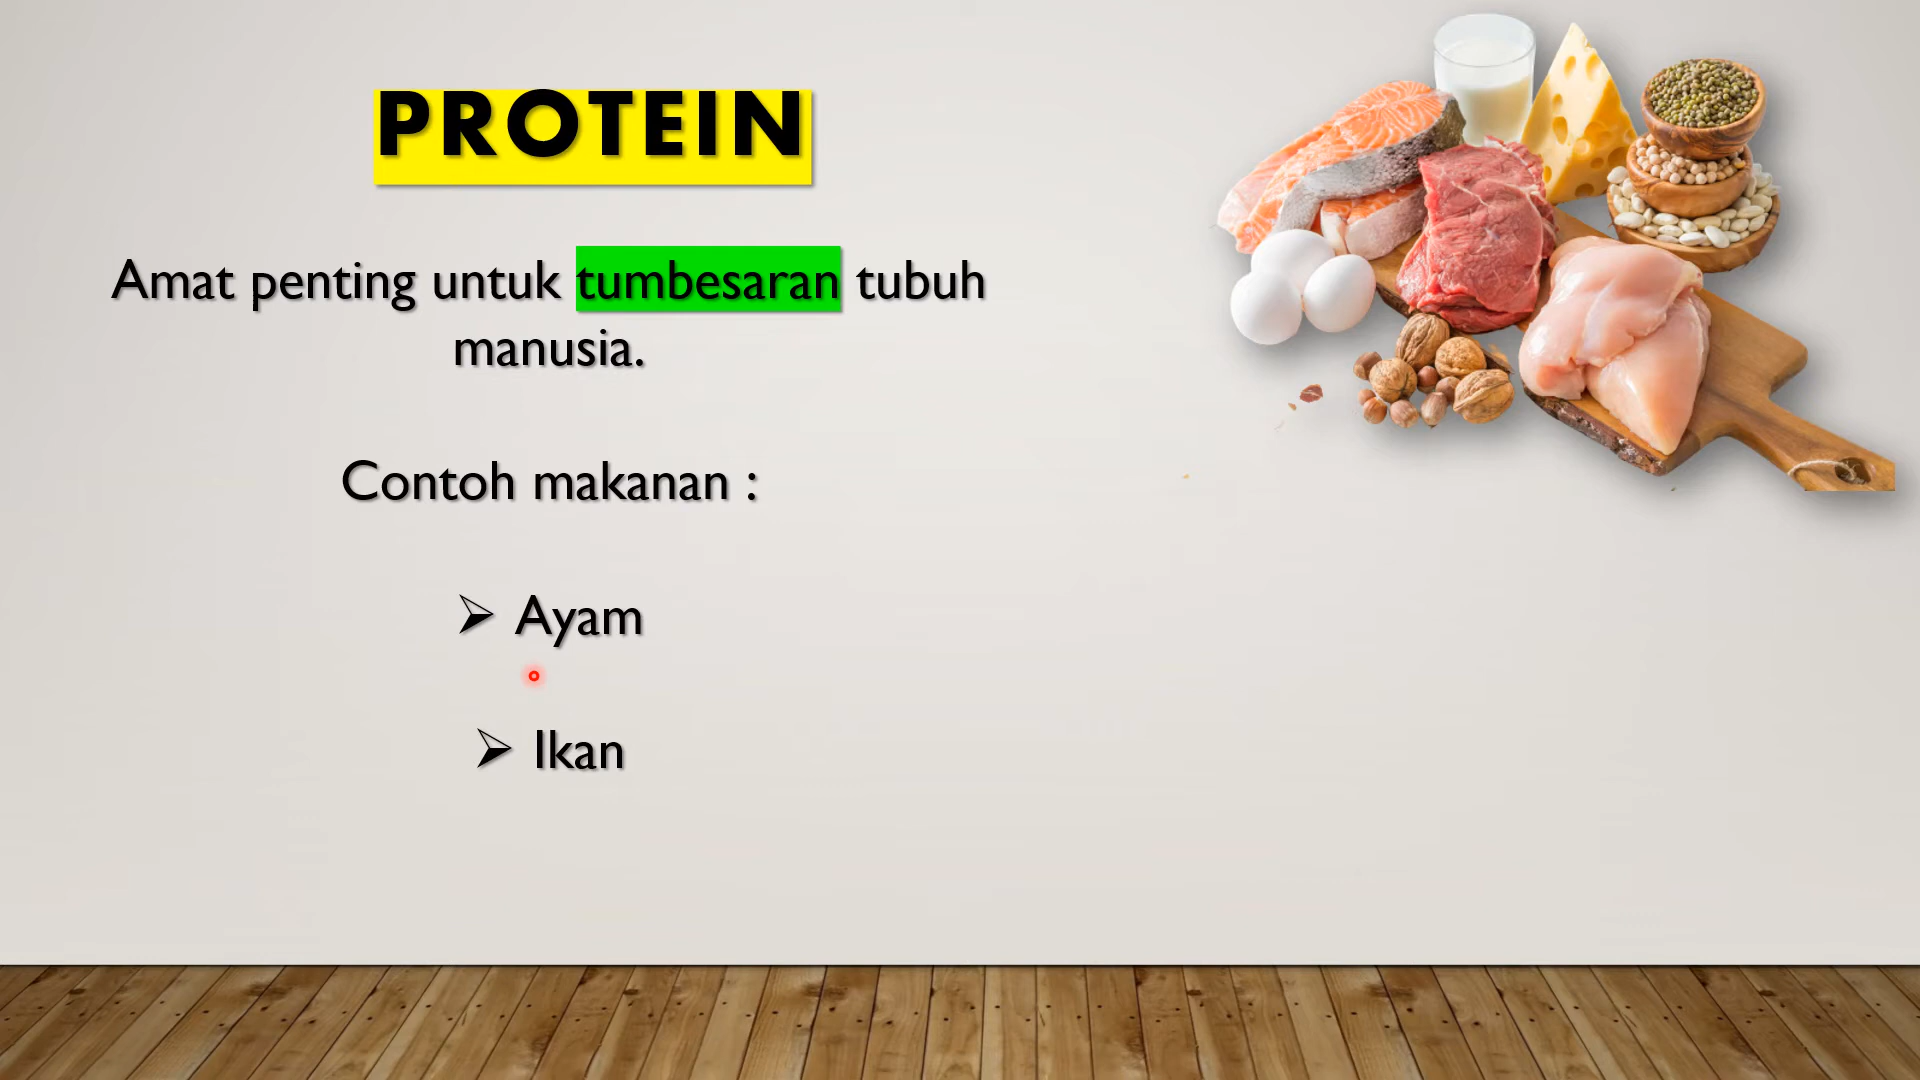 PROTEIN
Amat penting untuk tumbesaran tubuh
manusia.
Contoh makanan :
➢ Ayam
➢ Ikan